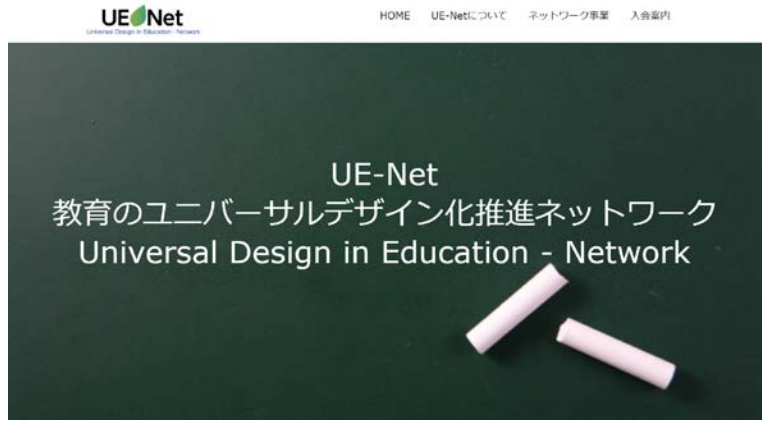 UE Net
Universal Design in Education - Network
HOME UE-Netについて ネットワーク事業 入会案内
UE-Net
教育のユニバーサルデザイン化推進ネットワーク
Universal Design in Education - Network